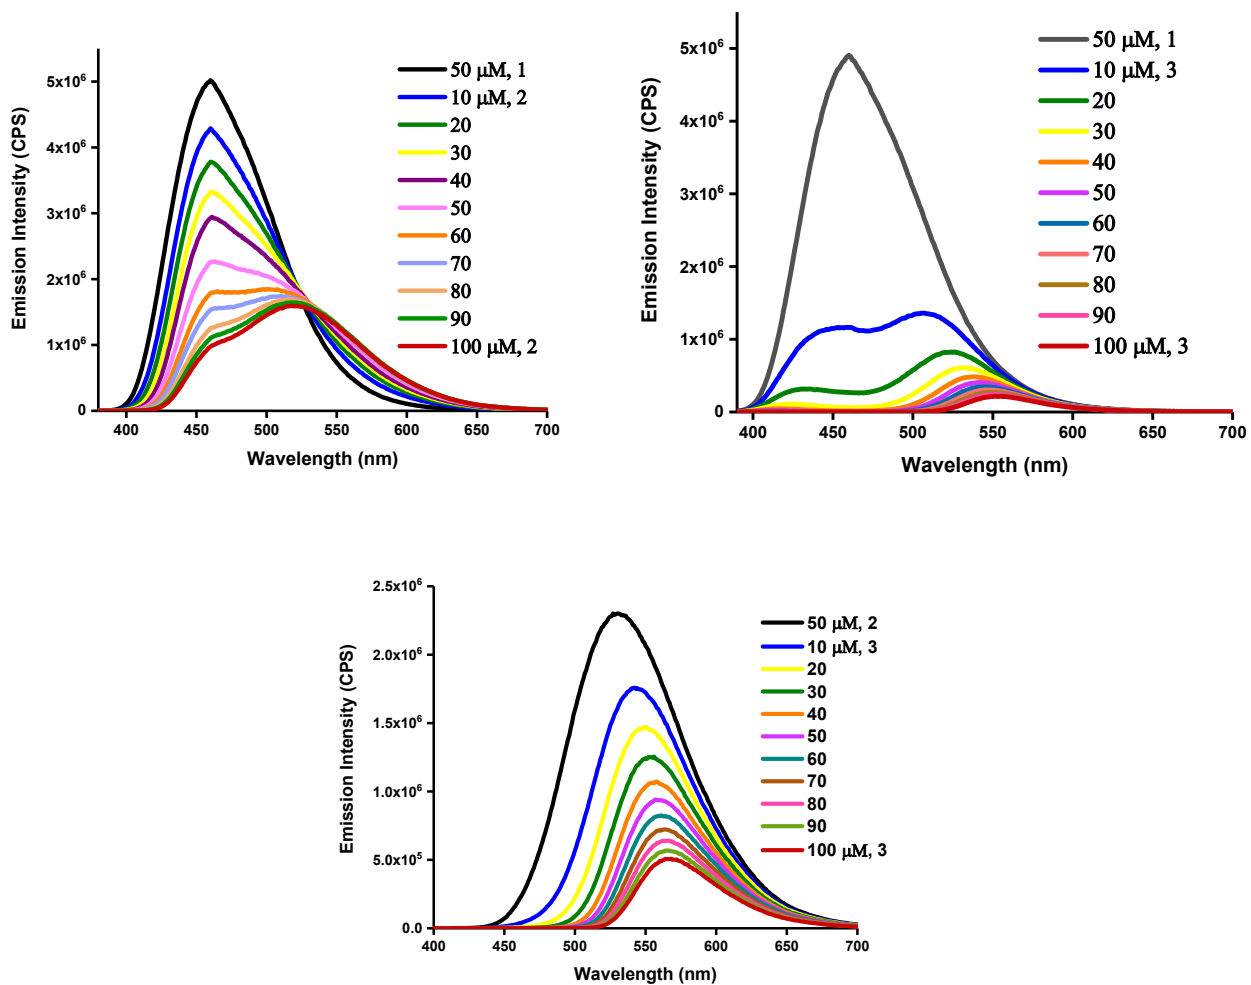 Emission Intensity (CPS)
5x10⁶
4x10⁶
3x10⁶
2x10⁶
1x10⁶
0
400 450 500 550 600 650 700
Wavelength (nm)
50 μM, 1
10 μM, 2
20
30
40
50
60
70
80
90
100 μM, 2
Emission Intensity (CPS)
5x10⁶
4x10⁶
3x10⁶
2x10⁶
1x10⁶
0
400 450 500 550 600 650 700
Wavelength (nm)
50 μM, 1
10 μM, 3
20
30
40
50
60
70
80
90
100 μM, 3
Emission Intensity (CPS)
2.5x10⁶
2.0x10⁶
1.5x10⁶
1.0x10⁶
5.0x10⁵
0.0
400 450 500 550 600 650 700
Wavelength (nm)
50 μM, 2
10 μM, 3
20
30
40
50
60
70
80
90
100 μM, 3